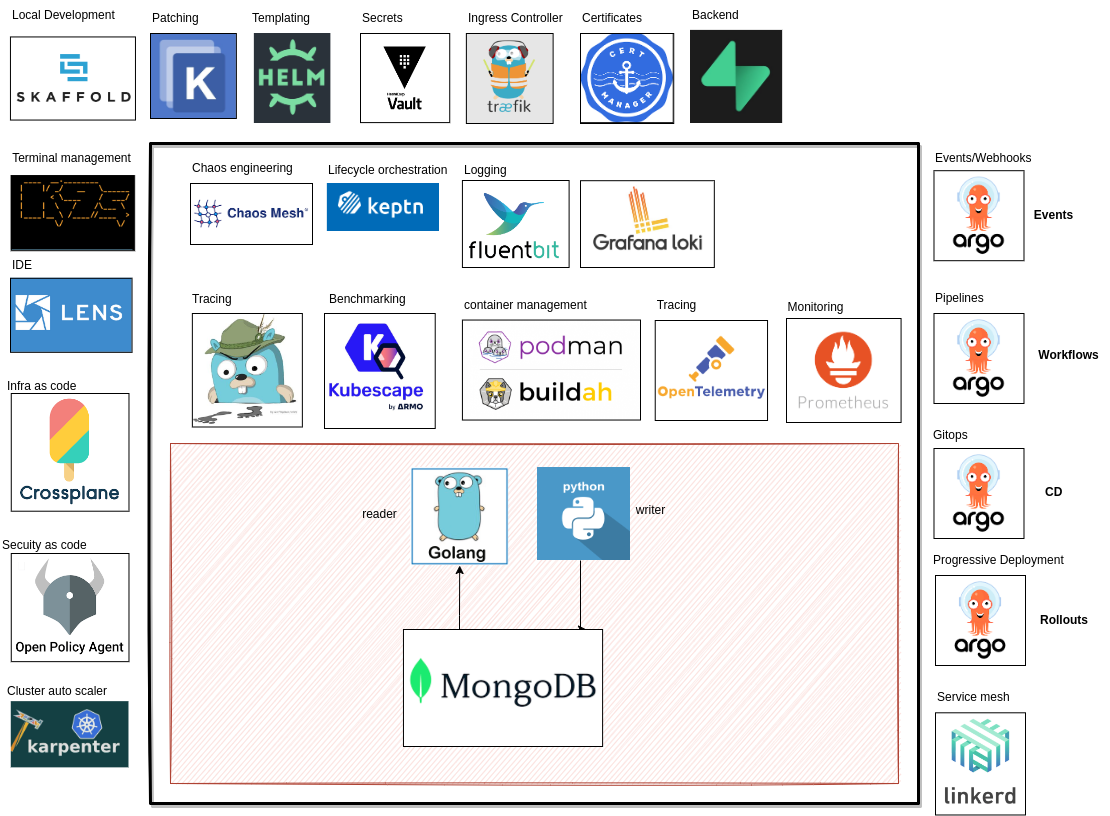 Local Development
Patching
Templating
Secrets
Ingress Controller
Certificates
Backend
SKAFFOLD
K
HELM
HashiCorp
Vault
træfik
CERT
MANAGER
Terminal management
IDE
LENS
Infra as code
Crossplane
Secuity as code
Open Policy Agent
Cluster auto scaler
karpenter
Chaos engineering
Chaos Mesh®
Lifecycle orchestration
keptn
Logging
fluentbit
Grafana loki
Tracing
Benchmarking
K
Kubescape
by ARMO
container management
podman
buildah
Tracing
OpenTelemetry
Monitoring
Prometheus
reader
Golang
python
writer
MongoDB
Events/Webhooks
argo
Events
Pipelines
argo
Workflows
Gitops
argo
CD
Progressive Deployment
argo
Rollouts
Service mesh
linkerd